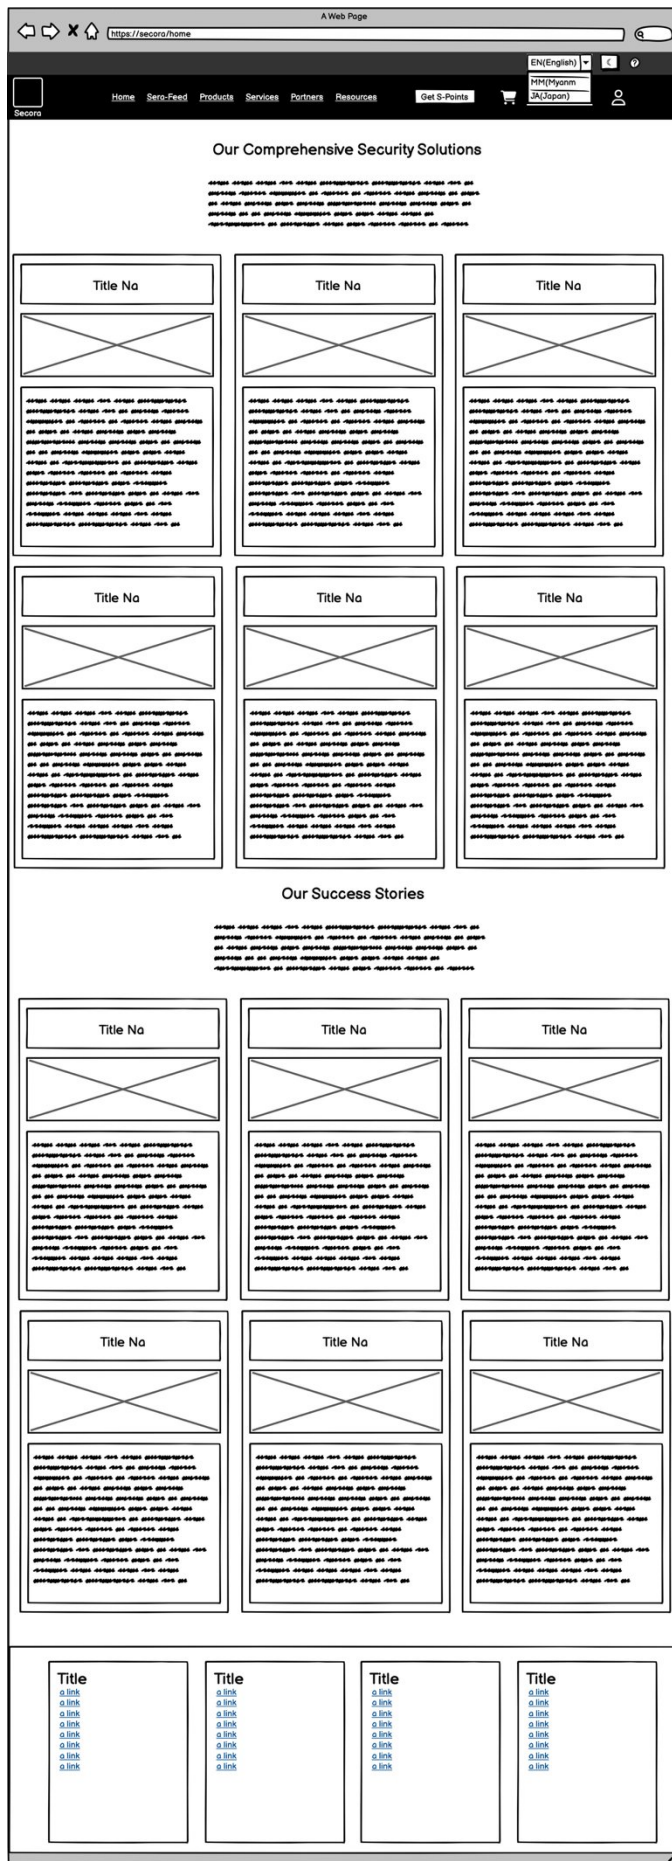 A Web Page
https://secora/home
EN(English)
MM(Myanm
JA(Japan)
Secora
Home Sera-Feed Products Services Partners Resources Get S-Points
Our Comprehensive Security Solutions
Title Na Title Na Title Na
Title Na Title Na Title Na
Our Success Stories
Title Na Title Na Title Na
Title Na Title Na Title Na
Title Title Title Title
a link a link a link a link
a link a link a link a link
a link a link a link a link
a link a link a link a link
a link a link a link a link
a link a link a link a link
a link a link a link a link
a link a link a link a link